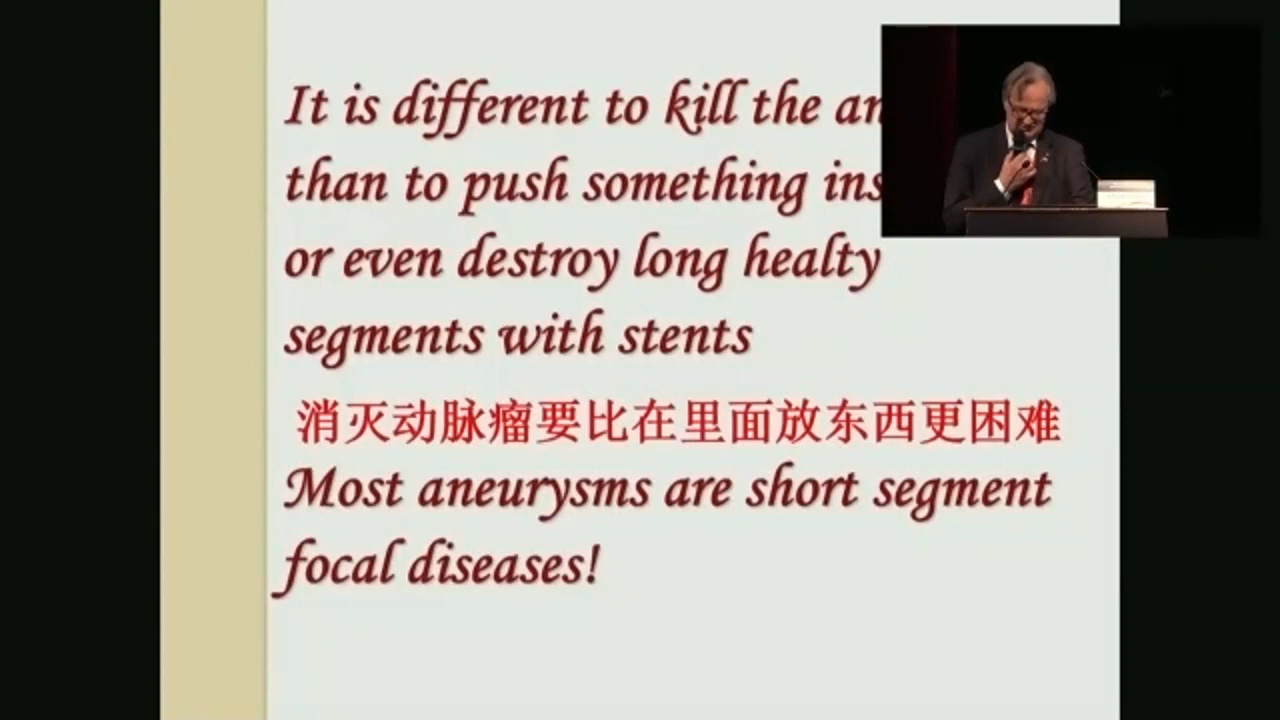 It is different to kill the an
than to push something ins
or even destroy long healty
segments with stents
消灭动脉瘤要比在里面放东西更困难
Most aneurysms are short segment
focal diseases!